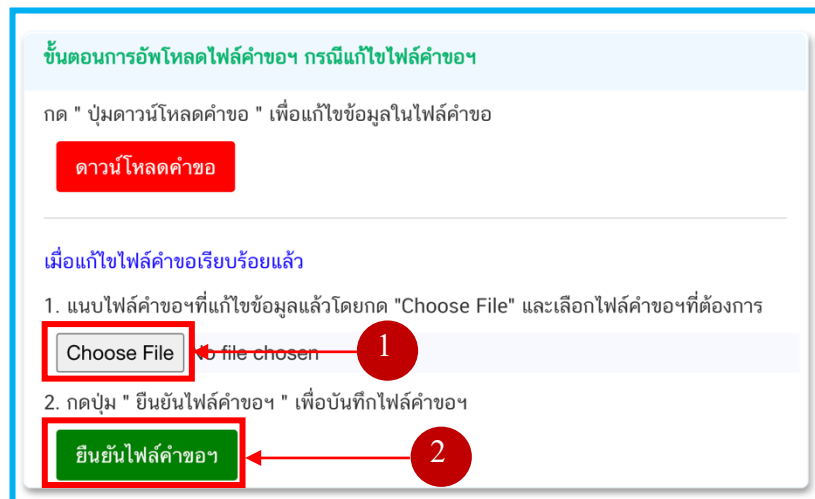 ขั้นตอนการอัพโหลดไฟล์คำขอฯ กรณีแก้ไขไฟล์คำขอฯ
กด " ปุ่มดาวน์โหลดคำขอ " เพื่อแก้ไขข้อมูลในไฟล์คำขอ
ดาวน์โหลดคำขอ
เมื่อแก้ไขไฟล์คำขอเรียบร้อยแล้ว
1. แนบไฟล์คำขอฯที่แก้ไขข้อมูลแล้วโดยกด "Choose File" และเลือกไฟล์คำขอฯที่ต้องการ
Choose File No file chosen 1
2. กดปุ่ม " ยืนยันไฟล์คำขอฯ " เพื่อบันทึกไฟล์คำขอฯ
ยืนยันไฟล์คำขอฯ 2